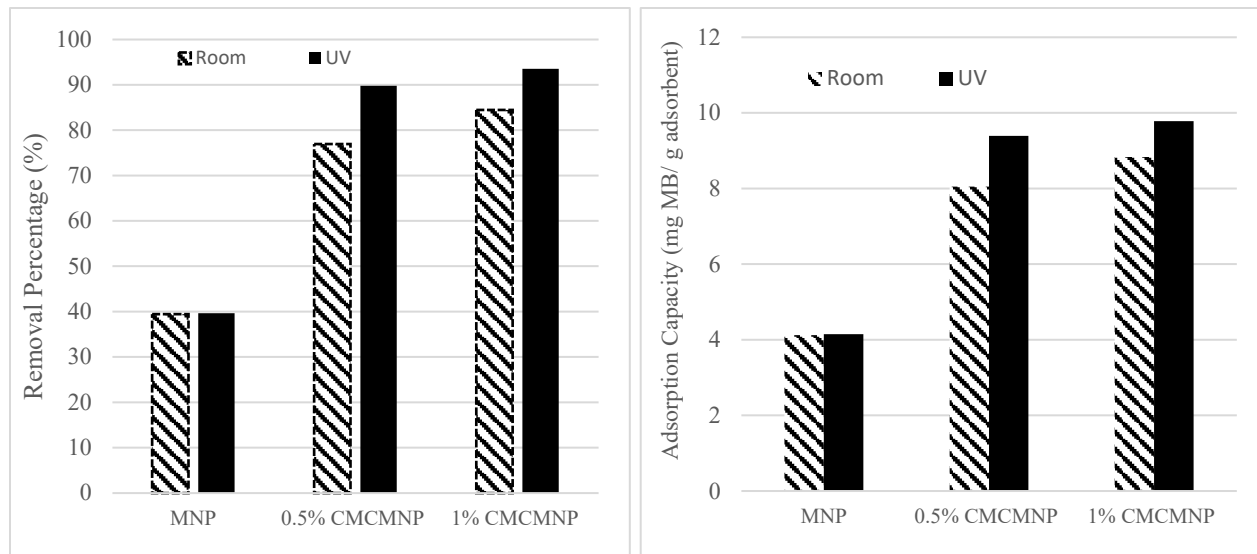 Removal Percentage (%)
100
90
80
70
60
50
40
30
20
10
0
Room
UV
MNP
0.5% CMCMNP
1% CMCMNP
Adsorption Capacity (mg MB/ g adsorbent)
12
10
8
6
4
2
0
Room
UV
MNP
0.5% CMCMNP
1% CMCMNP